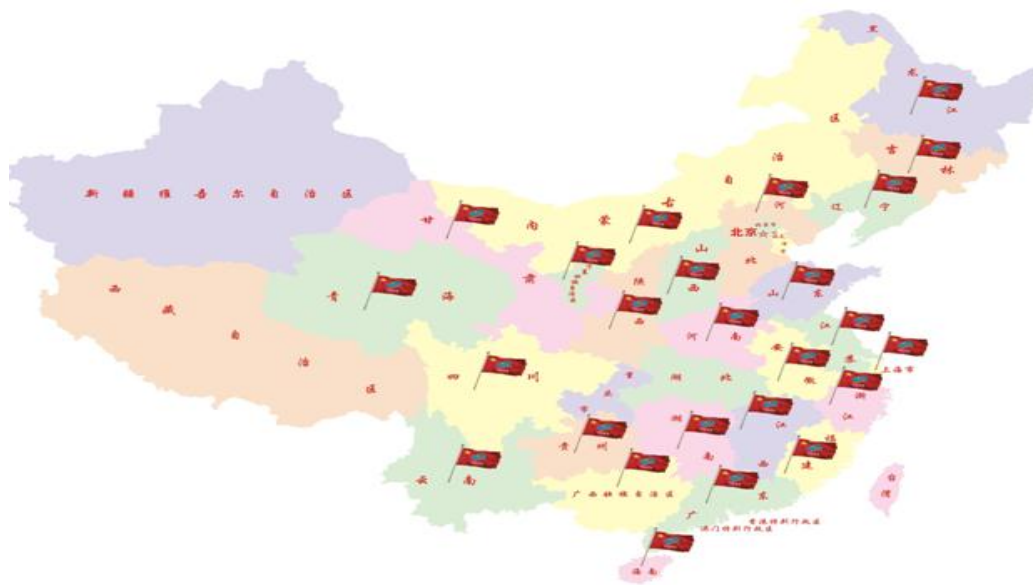 黑龙江
吉林
辽宁
内蒙古自治区
新疆维吾尔自治区
甘肃
河北
北京
山西
山东
陕西
青海
西藏自治区
河南
江苏
安徽
上海市
四川
湖北
浙江
湖南
江西
贵州
福建
云南
广西壮族自治区
广东
台湾
香港特别行政区
澳门特别行政区
海南